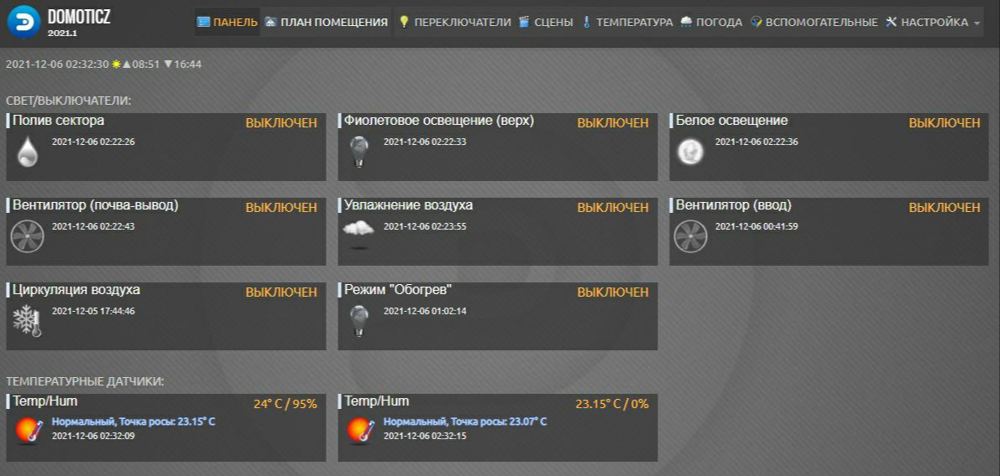 DOMOTICZ
2021.1
ПАНЕЛЬ ПЛАН ПОМЕЩЕНИЯ ПЕРЕКЛЮЧАТЕЛИ СЦЕНЫ ТЕМПЕРАТУРА ПОГОДА ВСПОМОГАТЕЛЬНЫЕ НАСТРОЙКА
2021-12-06 02:32:30 ☀▲08:51 ▼16:44
СВЕТ/ВЫКЛЮЧАТЕЛИ:
Полив сектора ВЫКЛЮЧЕН
2021-12-06 02:22:26
Фиолетовое освещение (верх) ВЫКЛЮЧЕН
2021-12-06 02:22:33
Белое освещение ВЫКЛЮЧЕН
2021-12-06 02:22:36
Вентилятор (почва-вывод) ВЫКЛЮЧЕН
2021-12-06 02:22:43
Увлажнение воздуха ВЫКЛЮЧЕН
2021-12-06 02:23:55
Вентилятор (ввод) ВЫКЛЮЧЕН
2021-12-06 00:41:59
Циркуляция воздуха ВЫКЛЮЧЕН
2021-12-05 17:44:46
Режим "Обогрев" ВЫКЛЮЧЕН
2021-12-06 01:02:14
ТЕМПЕРАТУРНЫЕ ДАТЧИКИ:
Temp/Hum 24° C / 95%
Нормальный, Точка росы: 23.15° C
2021-12-06 02:32:09
Temp/Hum 23.15° C / 0%
Нормальный, Точка росы: 23.07° C
2021-12-06 02:32:15